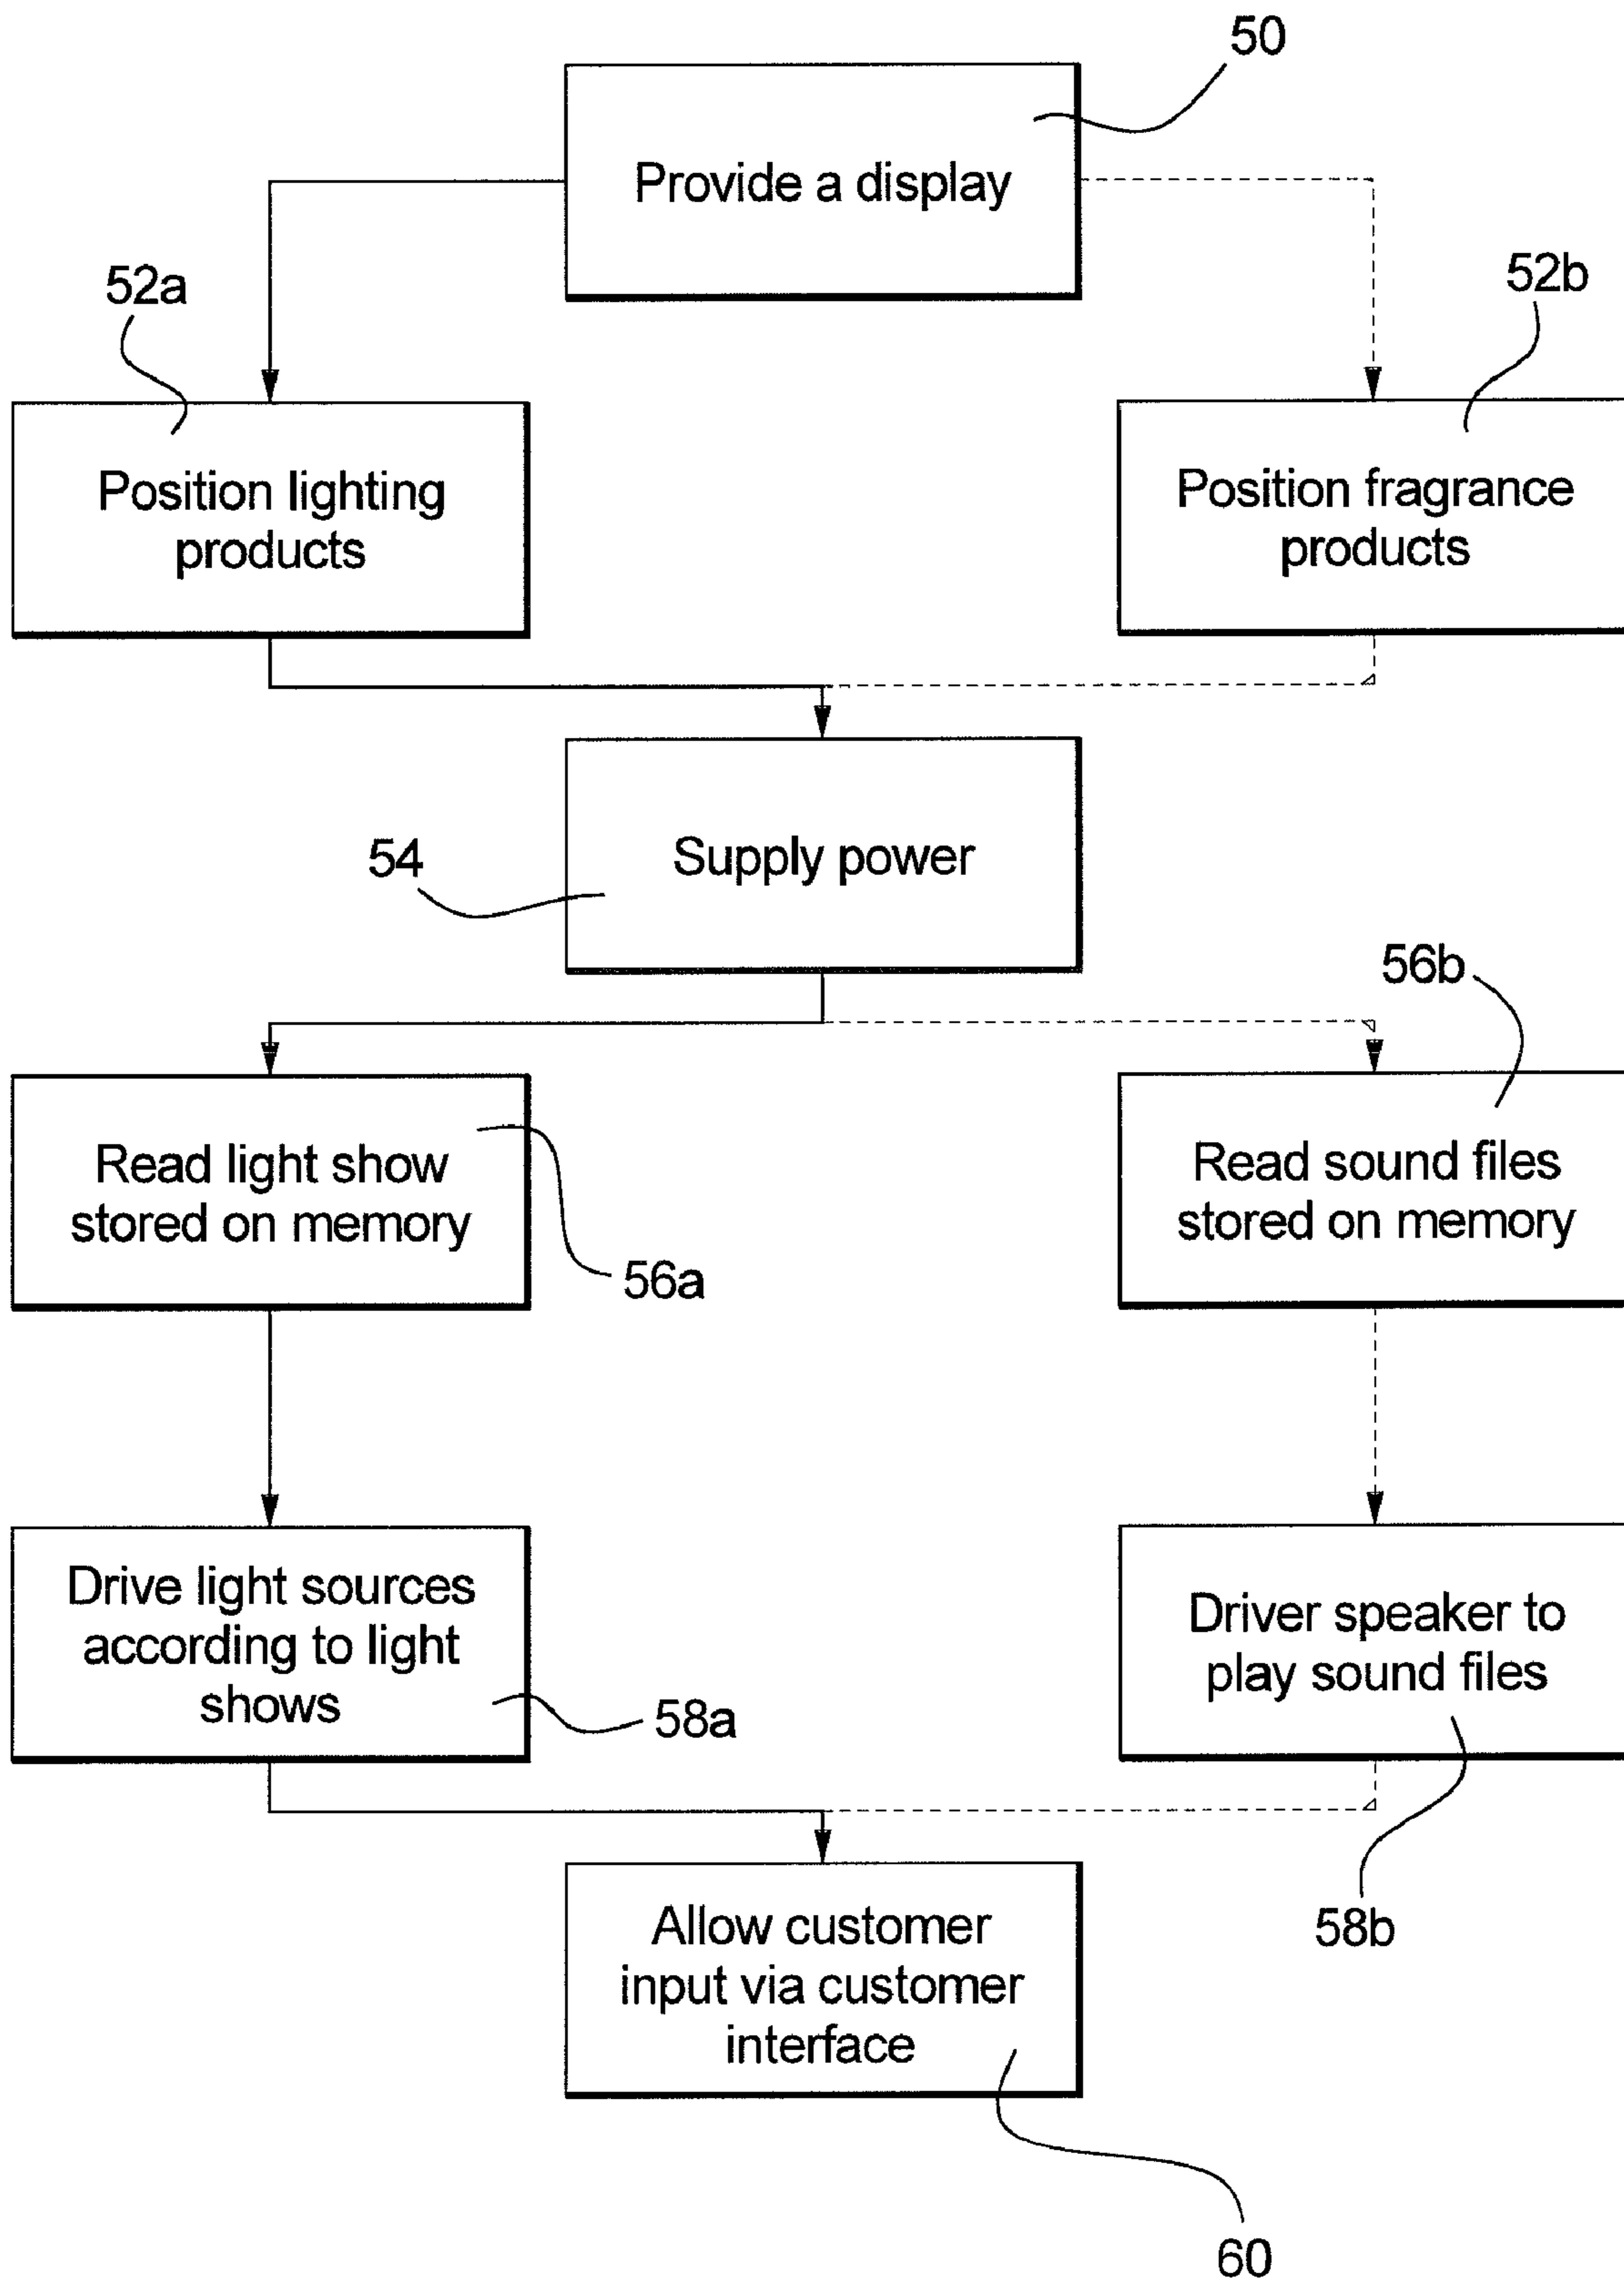 50
Provide a display
52a
52b
Position lighting
products
Position fragrance
products
54
Supply power
56b
Read light show
stored on memory
56a
Read sound files
stored on memory
Drive light sources
according to light
shows
58a
Driver speaker to
play sound files
58b
Allow customer
input via customer
interface
60